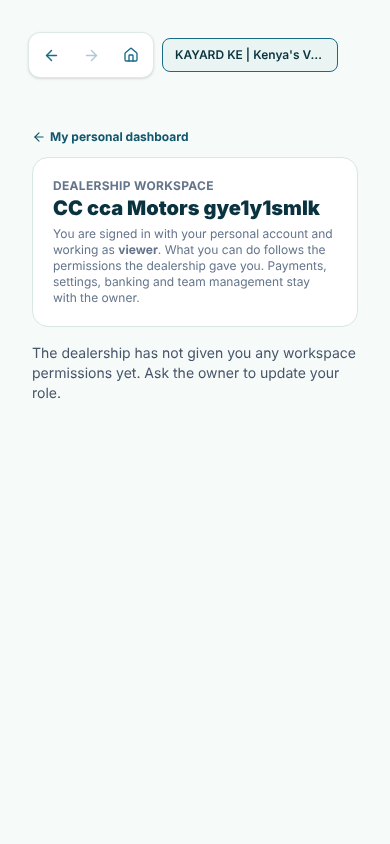 KAYARD KE | Kenya's V...
My personal dashboard
DEALERSHIP WORKSPACE
CC cca Motors gye1y1smlk
You are signed in with your personal account and
working as viewer. What you can do follows the
permissions the dealership gave you. Payments,
settings, banking and team management stay
with the owner.
The dealership has not given you any workspace
permissions yet. Ask the owner to update your
role.